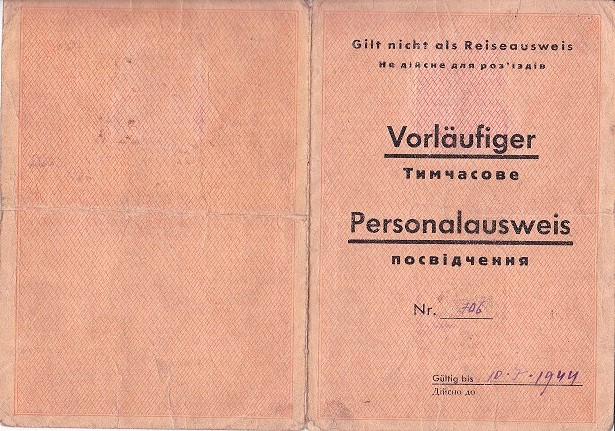 Gilt nicht als Reiseausweis
Не дійсне для роз'їздів
Vorläufiger
Тимчасове
Personalausweis
посвідчення
Nr. 706
Gültig bis 10.I.1944
Дійсно до